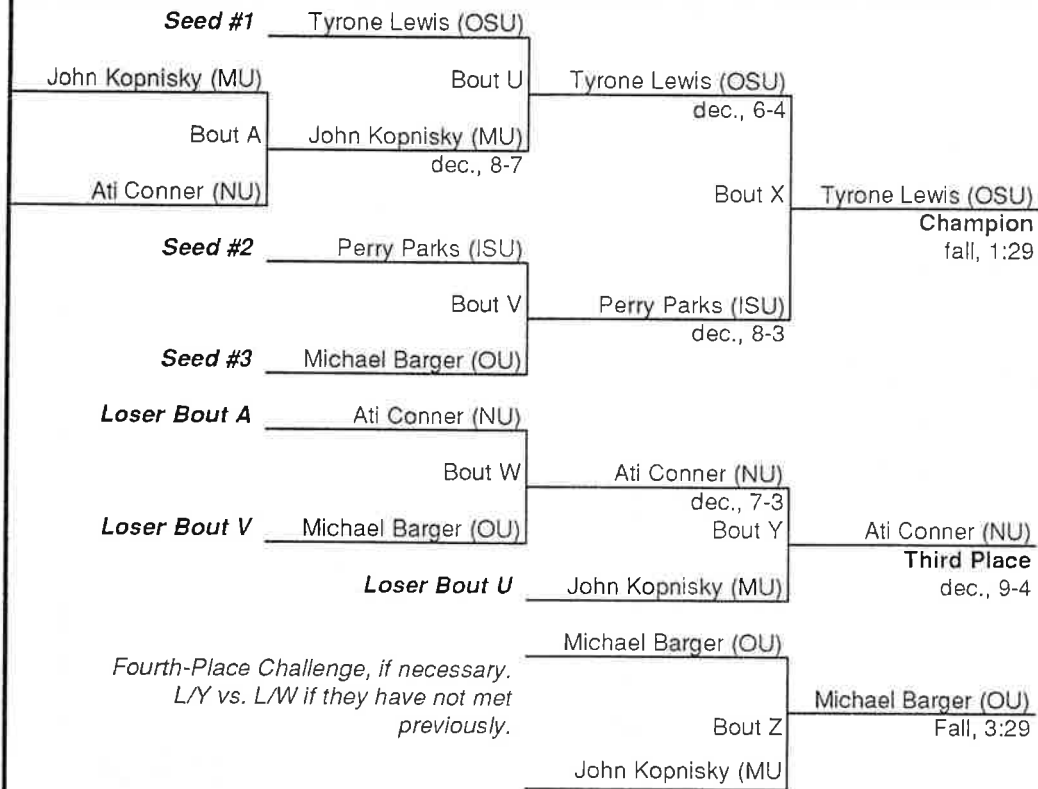 Seed #1 Tyrone Lewis (OSU)
John Kopnisky (MU) Bout U Tyrone Lewis (OSU)
dec., 6-4
Bout A John Kopnisky (MU)
dec., 8-7
Ati Conner (NU) Bout X Tyrone Lewis (OSU)
Champion
fall, 1:29
Seed #2 Perry Parks (ISU)
Bout V Perry Parks (ISU)
dec., 8-3
Seed #3 Michael Barger (OU)
Loser Bout A Ati Conner (NU)
Bout W Ati Conner (NU)
dec., 7-3
Loser Bout V Michael Barger (OU) Bout Y Ati Conner (NU)
Third Place
Loser Bout U John Kopnisky (MU) dec., 9-4
Michael Barger (OU)
Fourth-Place Challenge, if necessary.
L/Y vs. L/W if they have not met Michael Barger (OU)
previously. Bout Z Fall, 3:29
John Kopnisky (MU